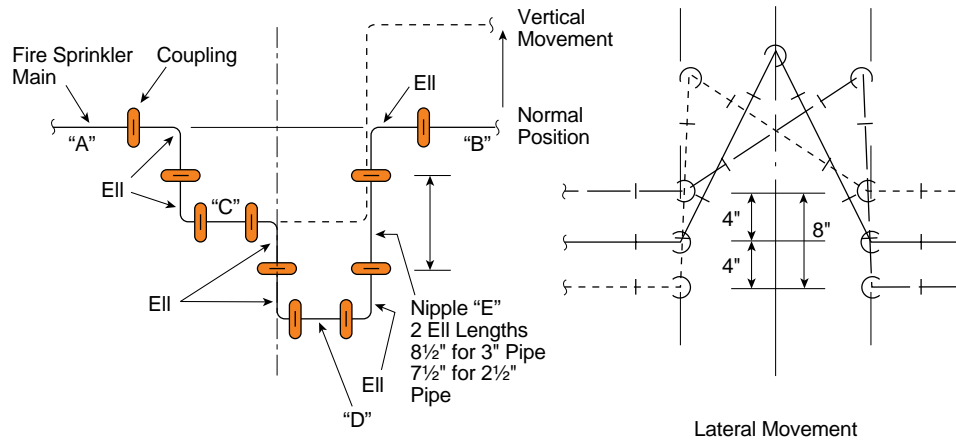 Fire Sprinkler
Main
Coupling
Ell
Vertical
Movement
“A”
“B”
Normal
Position
Ell
“C”
Ell
Nipple “E”
2 Ell Lengths
8½" for 3" Pipe
7½" for 2½"
Pipe
Ell
“D”
4"
8"
4"
Lateral Movement